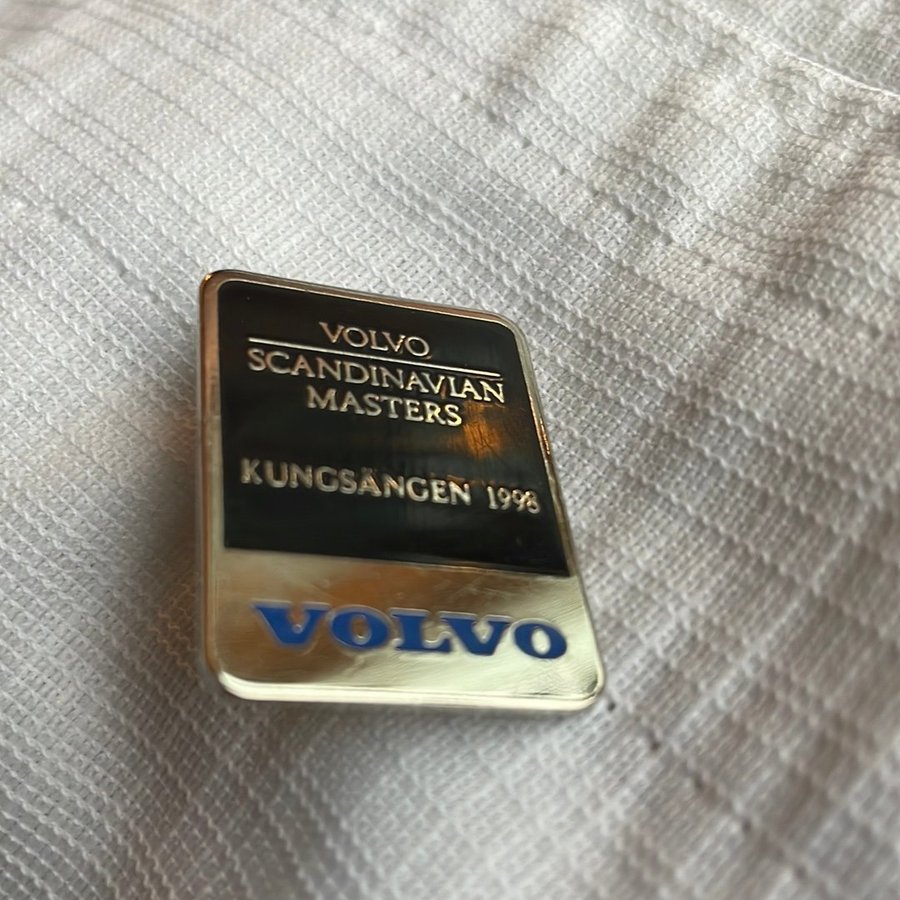 VOLVO
SCANDINAVIAN
MASTERS
KUNGSÄNGEN 1998
VOLVO